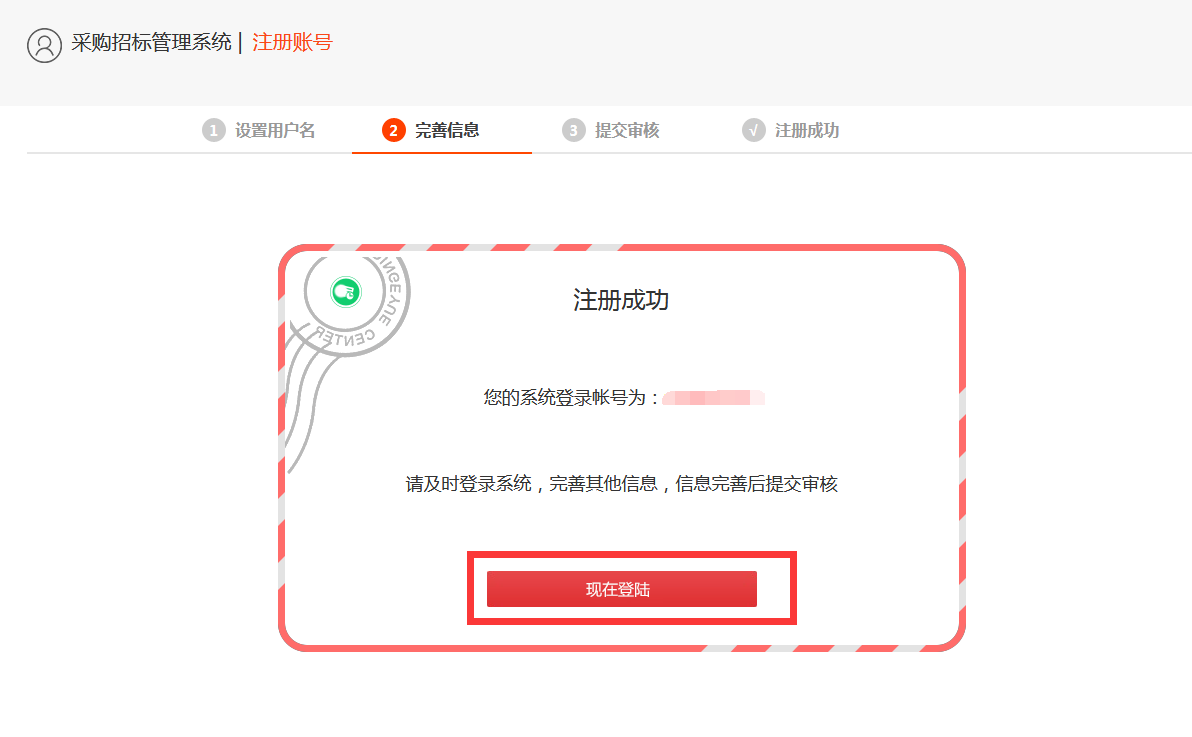 采购招标管理系统 | 注册账号
1 设置用户名 2 完善信息 3 提交审核 √ 注册成功
CENTER
注册成功
您的系统登录帐号为：
请及时登录系统，完善其他信息，信息完善后提交审核
现在登陆